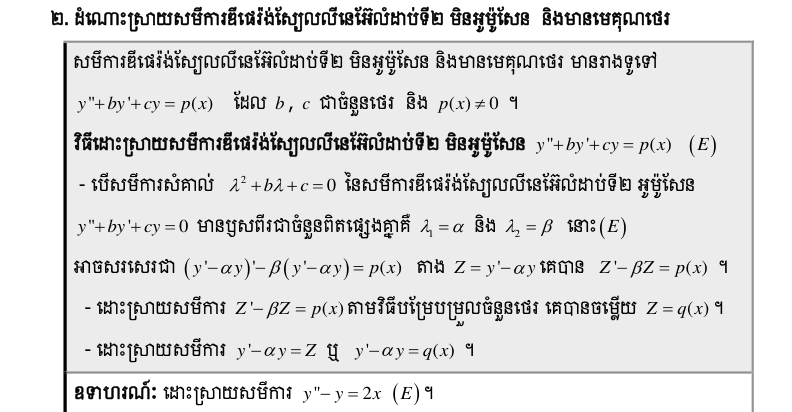 ២. ដំណោះស្រាយសមីការឌីផេរ៉ង់ស្យែលលីនេអ៊ែលំដាប់ទី២ មិនអូម៉ូសែន និងមានមេគុណថេរ
សមីការឌីផេរ៉ង់ស្យែលលីនេអ៊ែលំដាប់ទី២ មិនអូម៉ូសែន និងមានមេគុណថេរ មានរាងទូទៅ
y''+by'+cy = p(x) ដែល b , c ជាចំនួនថេរ និង p(x) ≠ 0 ។
វិធីដោះស្រាយសមីការឌីផេរ៉ង់ស្យែលលីនេអ៊ែលំដាប់ទី២ មិនអូម៉ូសែន y''+by'+cy = p(x) (E)
- បើសមីការសំគាល់ λ²+bλ+c = 0 នៃសមីការឌីផេរ៉ង់ស្យែលលីនេអ៊ែលំដាប់ទី២ អូម៉ូសែន
y''+by'+cy = 0 មានឫសពីរជាចំនួនពិតផ្សេងគ្នាគឺ λ₁ = α និង λ₂ = β នោះ (E)
អាចសរសេរជា (y'-αy)'-β(y'-αy) = p(x) តាង Z = y'-αy គេបាន Z'-βZ = p(x) ។
- ដោះស្រាយសមីការ Z'-βZ = p(x) តាមវិធីបម្រែបម្រួលចំនួនថេរ គេបានចម្លើយ Z = q(x) ។
- ដោះស្រាយសមីការ y'-αy = Z ឬ y'-αy = q(x) ។
ឧទាហរណ៍: ដោះស្រាយសមីការ y''-y = 2x (E) ។